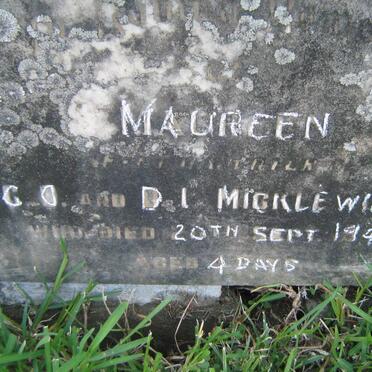 MAUREEN
G.O. AND D.I. MICKLEWI
WHO DIED 20TH SEPT 194
AGED 4 DAYS